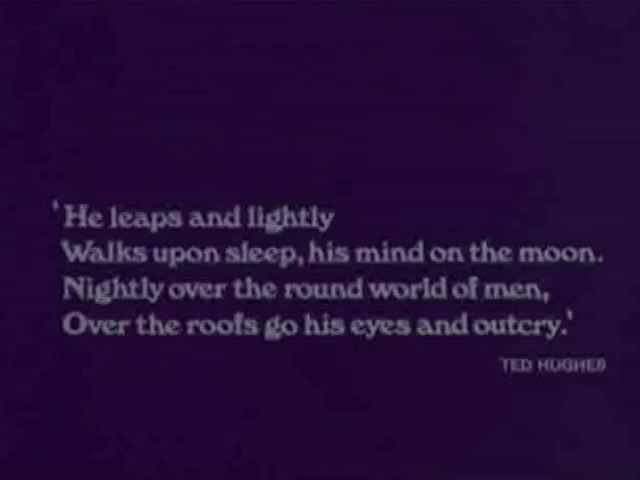 'He leaps and lightly
Walks upon sleep, his mind on the moon.
Nightly over the round world of men,
Over the roofs go his eyes and outcry.'
TED HUGHES